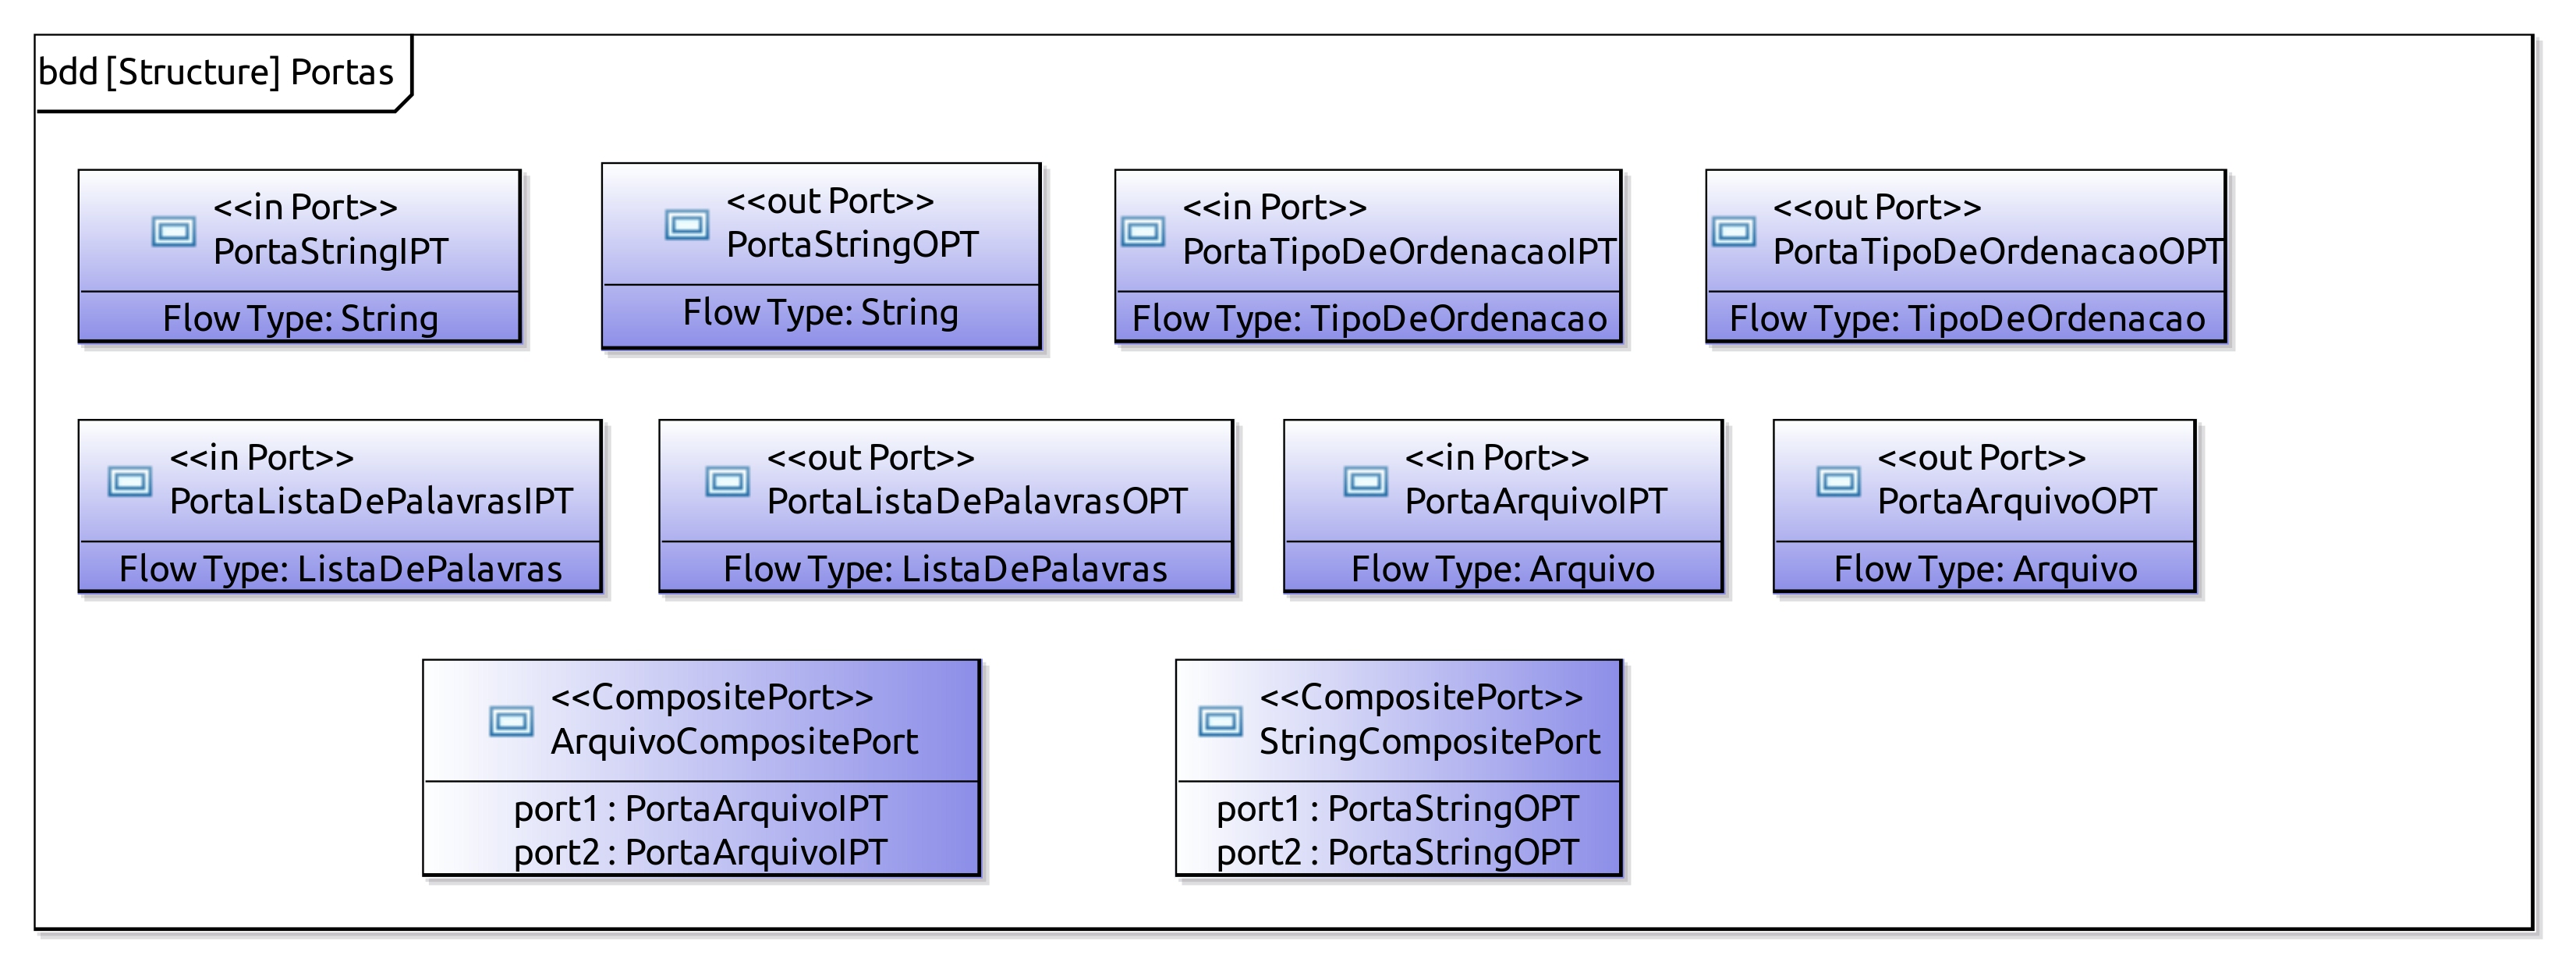 bdd [Structure] Portas
<<in Port>>
PortaStringIPT
Flow Type: String
<<out Port>>
PortaStringOPT
Flow Type: String
<<in Port>>
PortaTipoDeOrdenacaoIPT
Flow Type: TipoDeOrdenacao
<<out Port>>
PortaTipoDeOrdenacaoOPT
Flow Type: TipoDeOrdenacao
<<in Port>>
PortaListaDePalavrasIPT
Flow Type: ListaDePalavras
<<out Port>>
PortaListaDePalavrasOPT
Flow Type: ListaDePalavras
<<in Port>>
PortaArquivoIPT
Flow Type: Arquivo
<<out Port>>
PortaArquivoOPT
Flow Type: Arquivo
<<CompositePort>>
ArquivoCompositePort
port1 : PortaArquivoIPT
port2 : PortaArquivoIPT
<<CompositePort>>
StringCompositePort
port1 : PortaStringOPT
port2 : PortaStringOPT